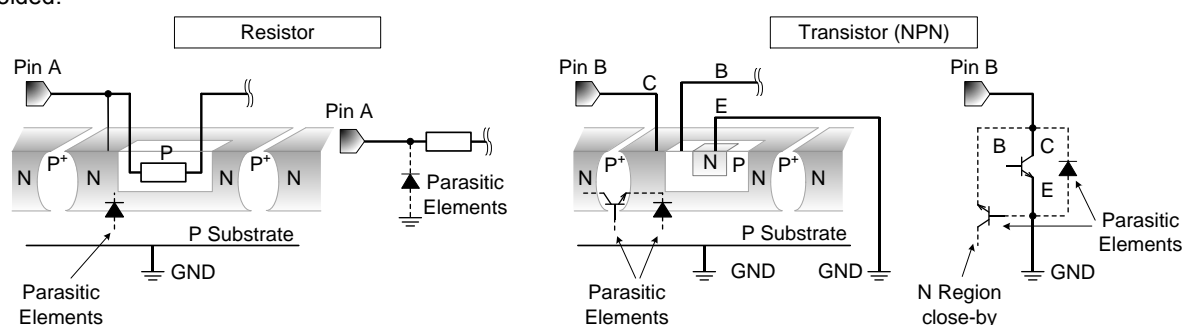 Resistor
Pin A
Pin A
N
P+
N
P
N
P+
N
Parasitic
Elements
P Substrate
GND
Parasitic
Elements
Transistor (NPN)
Pin B
C
B
E
N
P+
N
N
P
N
P+
N
P Substrate
GND
GND
Parasitic
Elements
Pin B
B
C
E
Parasitic
Elements
GND
N Region
close-by